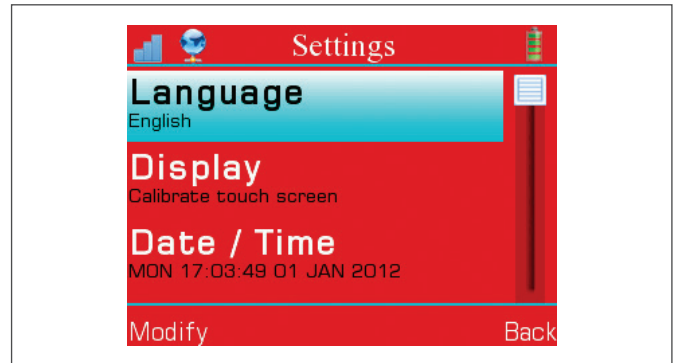 Settings
Language
English
Display
Calibrate touch screen
Date / Time
MON 17:03:49 01 JAN 2012
Modify Back